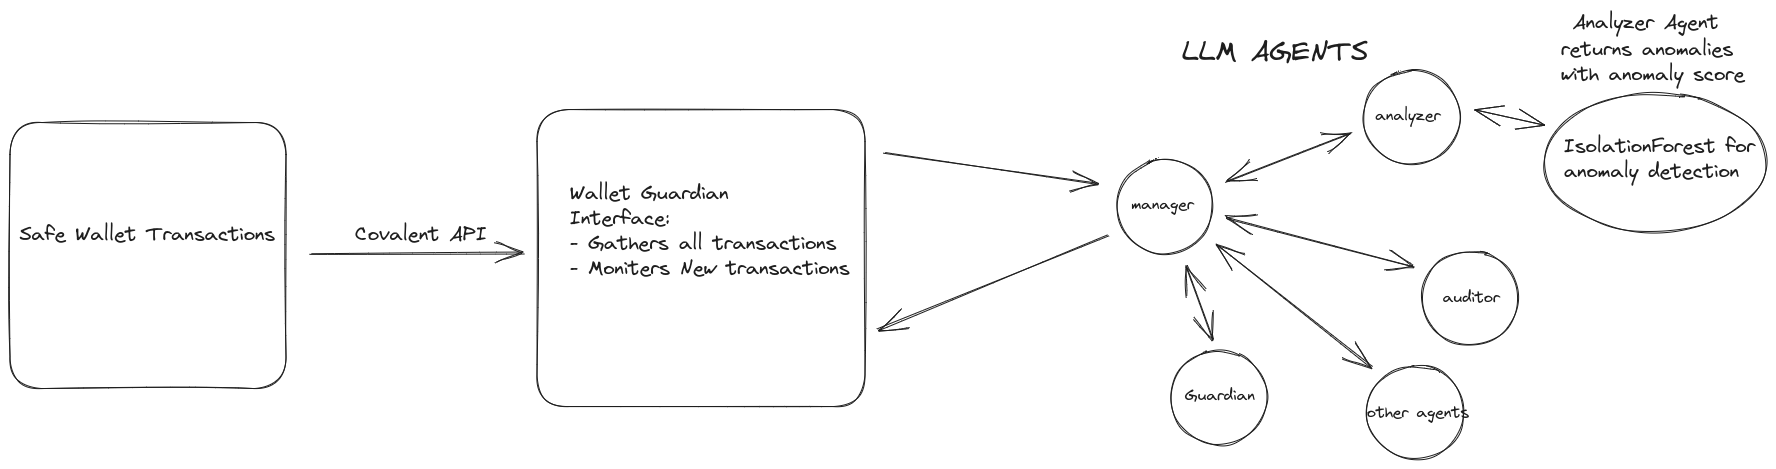 Safe Wallet Transactions
Covalent API
Wallet Guardian
Interface:
- Gathers all transactions
- Moniters New transactions
LLM AGENTS
manager
analyzer
auditor
other agents
Guardian
Analyzer Agent
returns anomalies
with anomaly score
IsolationForest for
anomaly detection